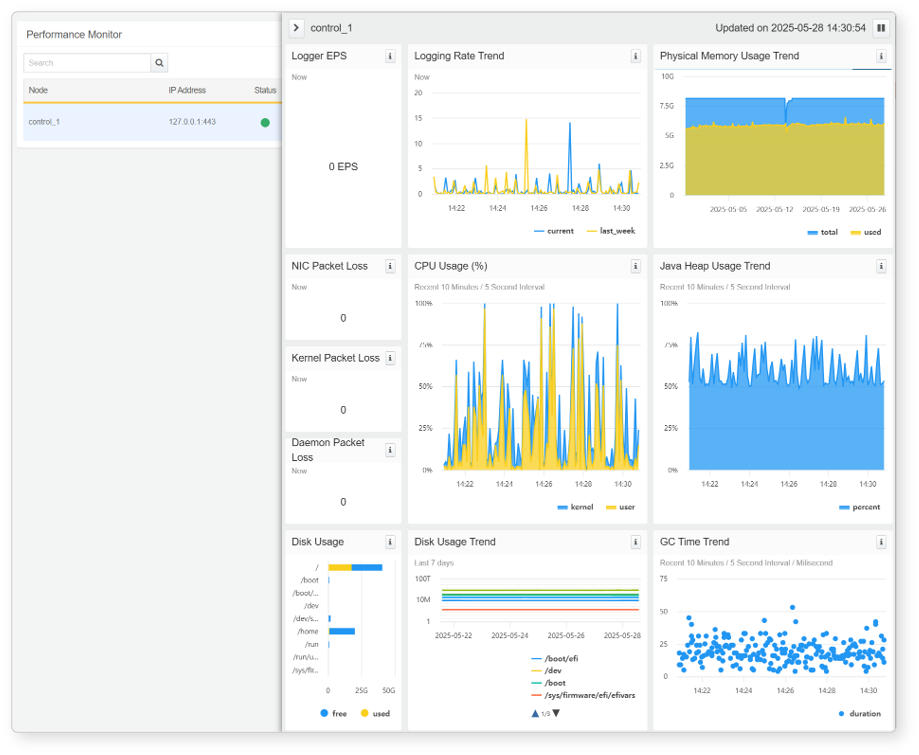 Performance Monitor
Search
Node IP Address Status
control_1 127.0.0.1:443
control_1 Updated on 2025-05-28 14:30:54
Logger EPS
Now
0 EPS
Logging Rate Trend
Now
20
15
10
5
0
14:22 14:24 14:26 14:28 14:30
current last_week
Physical Memory Usage Trend
10G
7.5G
5G
2.5G
0
2025-05-05 2025-05-12 2025-05-19 2025-05-26
total used
NIC Packet Loss
Now
0
Kernel Packet Loss
Now
0
Daemon Packet
Loss
Now
0
CPU Usage (%)
Recent 10 Minutes / 5 Second Interval
100%
75%
50%
25%
0%
14:22 14:24 14:26 14:28 14:30
kernel user
Java Heap Usage Trend
Recent 10 Minutes / 5 Second Interval
100%
75%
50%
25%
0%
14:22 14:24 14:26 14:28 14:30
percent
Disk Usage
/
/boot
/boot/...
/dev
/dev/s...
/home
/run
/run/u...
/sys/fir...
0 25G 50G
free used
Disk Usage Trend
Last 7 days
100T
10M
1
2025-05-22 2025-05-24 2025-05-26 2025-05-28
/boot/efi
/dev
/boot
/sys/firmware/efi/efivars
1/3
GC Time Trend
Recent 10 Minutes / 5 Second Interval / Milisecond
75
50
25
0
14:22 14:24 14:26 14:28 14:30
duration